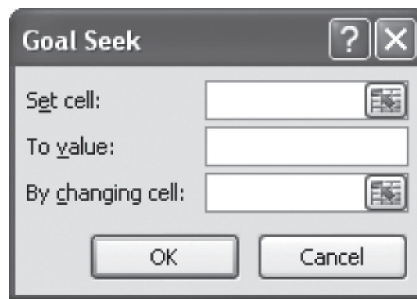 Goal Seek
Set cell:
To value:
By changing cell:
OK
Cancel